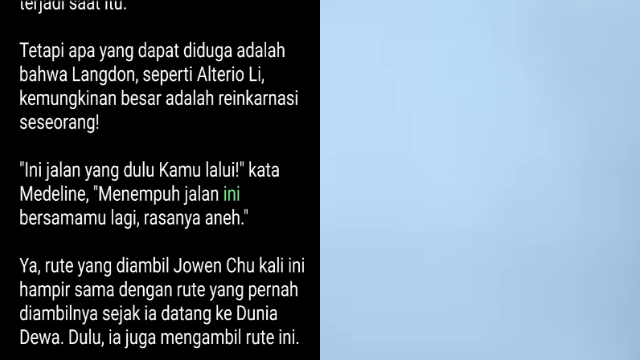 terjadi saat itu.
Tetapi apa yang dapat diduga adalah
bahwa Langdon, seperti Alterio Li,
kemungkinan besar adalah reinkarnasi
seseorang!
"Ini jalan yang dulu Kamu lalui!" kata
Medeline, "Menempuh jalan ini
bersamamu lagi, rasanya aneh."
Ya, rute yang diambil Jowen Chu kali ini
hampir sama dengan rute yang pernah
diambilnya sejak ia datang ke Dunia
Dewa. Dulu, ia juga mengambil rute ini.